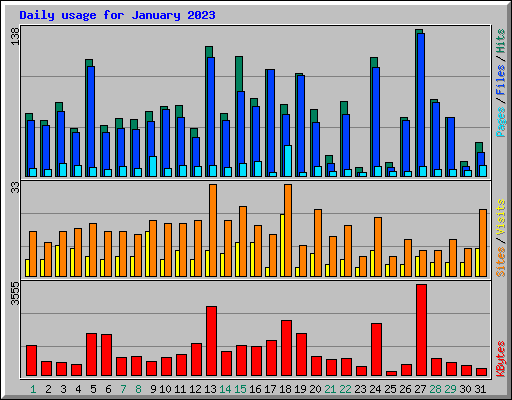 Daily usage for January 2023
138
33
3555
Pages / Files / Hits
Sites / Visits
KBytes
1 2 3 4 5 6 7 8 9 10 11 12 13 14 15 16 17 18 19 20 21 22 23 24 25 26 27 28 29 30 31